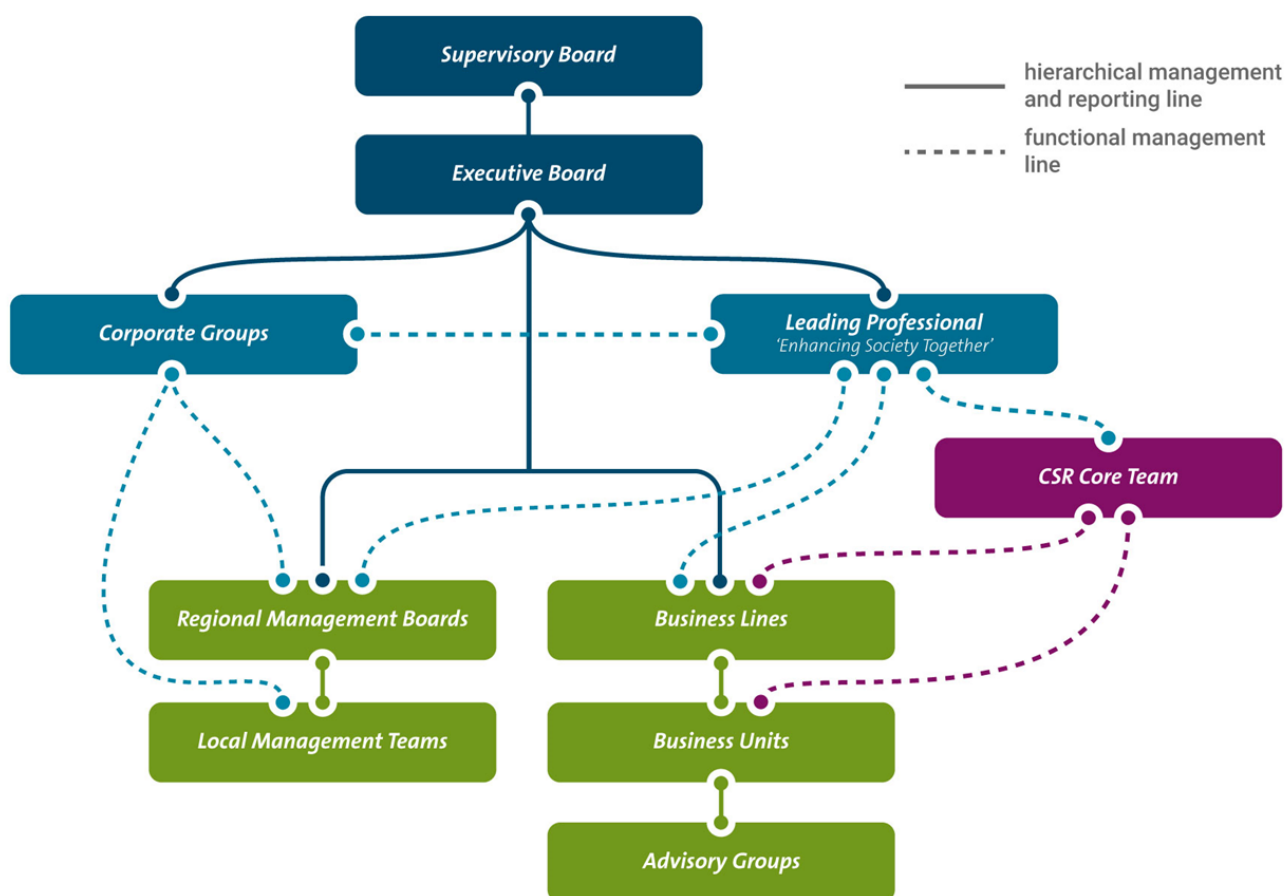 Supervisory Board
hierarchical management
and reporting line
functional management
line
Executive Board
Corporate Groups
Leading Professional
'Enhancing Society Together'
CSR Core Team
Regional Management Boards
Business Lines
Local Management Teams
Business Units
Advisory Groups